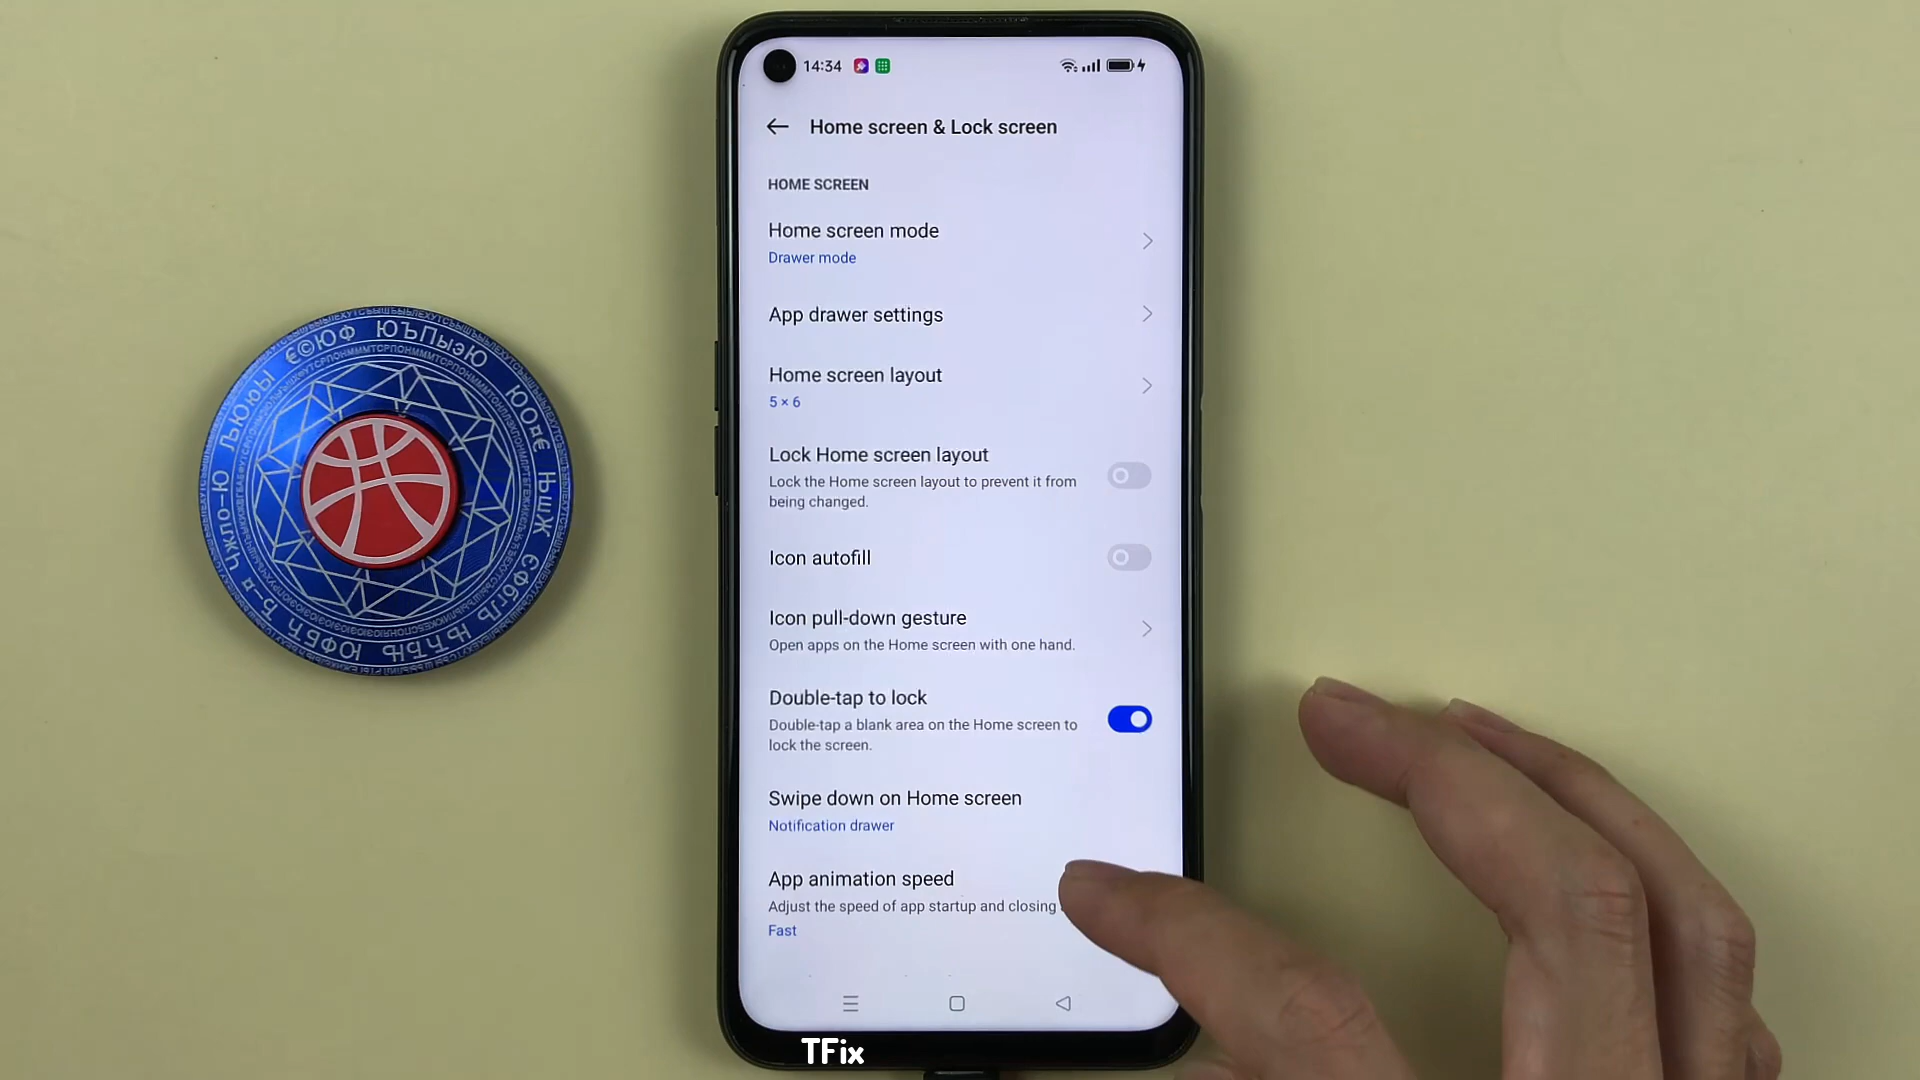 14:34
Home screen & Lock screen
HOME SCREEN
Home screen mode
Drawer mode
App drawer settings
Home screen layout
5 × 6
Lock Home screen layout
Lock the Home screen layout to prevent it from
being changed.
Icon autofill
Icon pull-down gesture
Open apps on the Home screen with one hand.
Double-tap to lock
Double-tap a blank area on the Home screen to
lock the screen.
Swipe down on Home screen
Notification drawer
App animation speed
Adjust the speed of app startup and closing
Fast
TFix